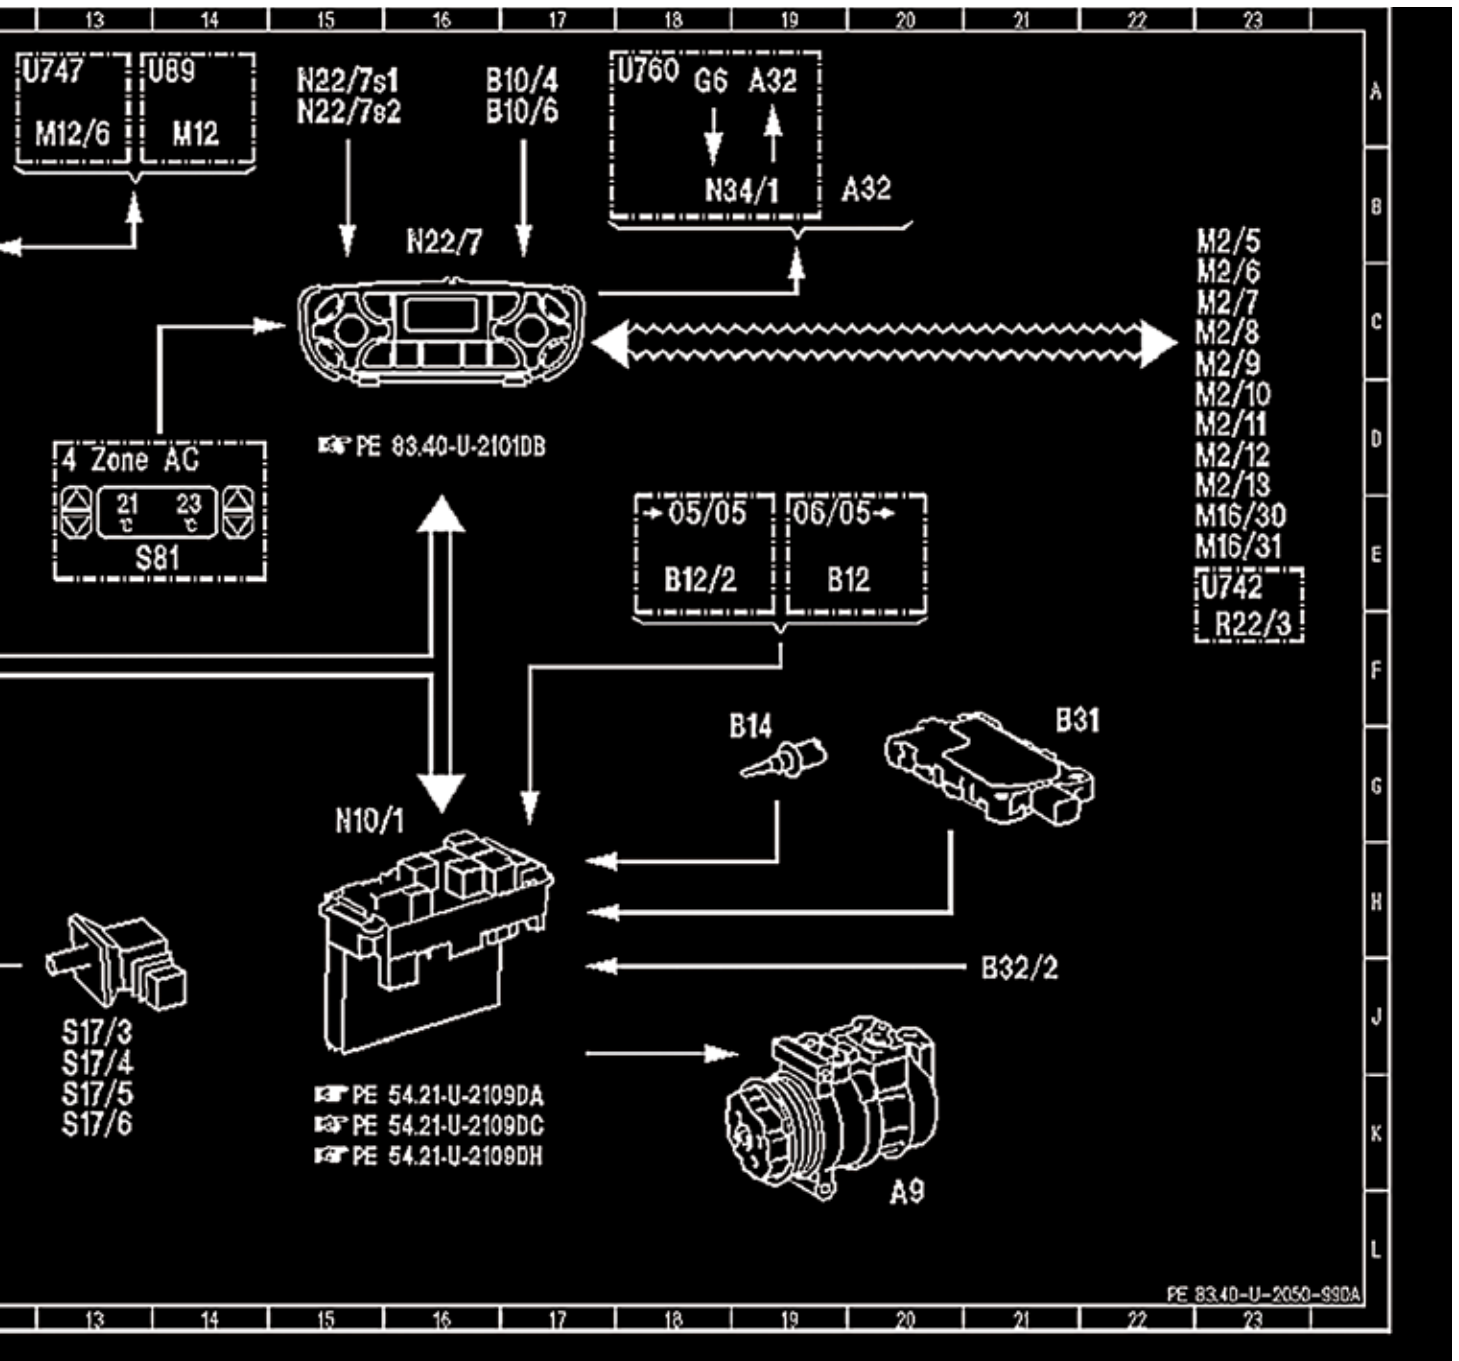 13 14 15 16 17 18 19 20 21 22 23
U747 U89 N22/7s1 B10/4 U760 G6 A32 A
M12/6 M12 N22/7s2 B10/6
N34/1 A32 B
N22/7
M2/5
M2/6
M2/7
M2/8 C
M2/9
M2/10
M2/11
M2/12 D
M2/13
M16/30
M16/31 E
U742
R22/3
4 Zone AC
21 23
°C °C
S81
PE 83.40-U-2101DB
05/05 06/05
B12/2 B12
F
B14 B31
G
N10/1
H
B32/2
J
S17/3
S17/4
S17/5
S17/6
PE 54.21-U-2109DA
PE 54.21-U-2109DC K
PE 54.21-U-2109DH
A9
L
PE 83.40-U-2050-99DA
13 14 15 16 17 18 19 20 21 22 23